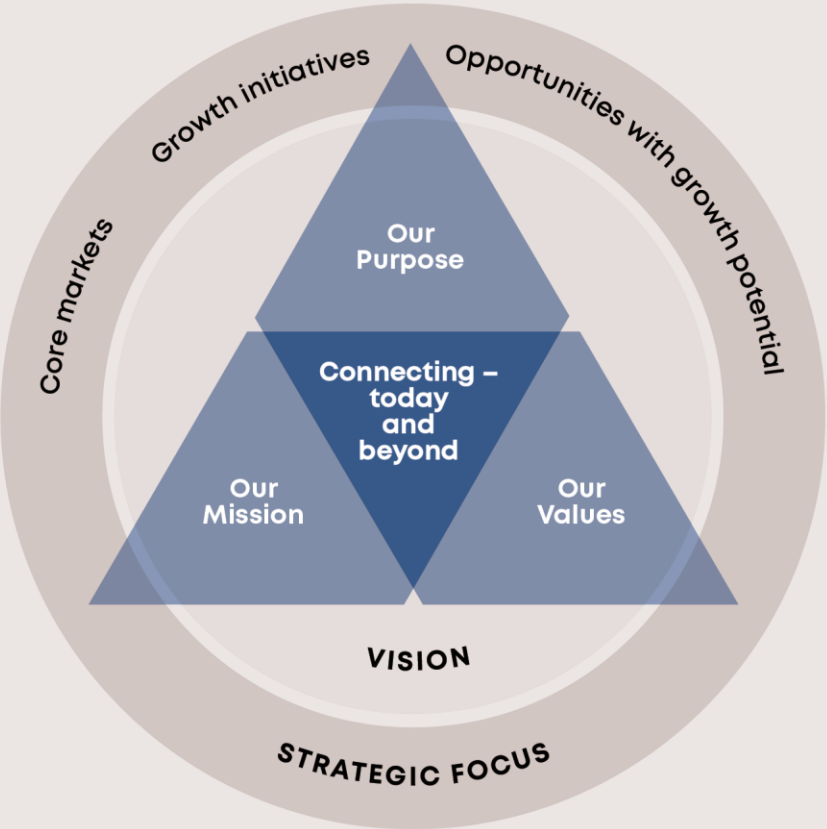 Core markets
Growth initiatives
Opportunities with growth potential
Our
Purpose
Connecting –
today
and
beyond
Our
Mission
Our
Values
VISION
STRATEGIC FOCUS